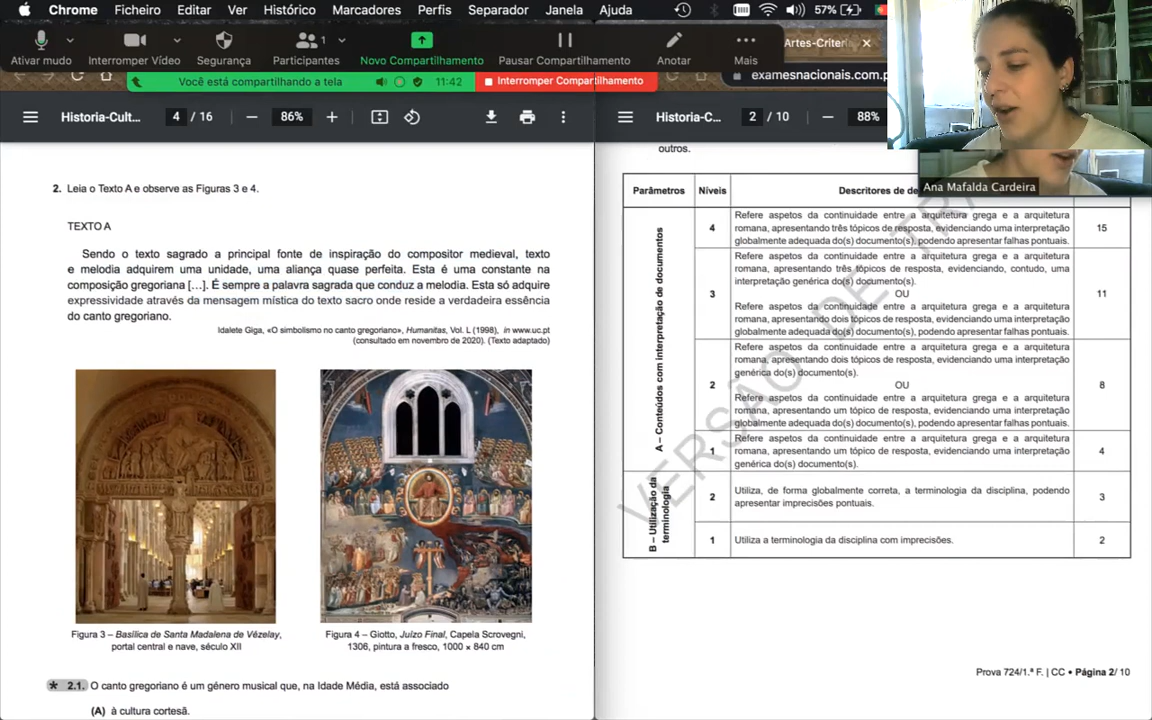 Chrome Ficheiro Editar Ver Histórico Marcadores Perfis Separador Janela Ajuda 57%
Ativar mudo Interromper Vídeo Segurança Participantes 1 Novo Compartilhamento Pausar Compartilhamento Anotar Mais
Artes-Criter
Você está compartilhando a tela 11:42 Interromper Compartilhamento
examesnacionais.com.p
Historia-Cult... 4 / 16 86%
Historia-C... 2 / 10 88%
2. Leia o Texto A e observe as Figuras 3 e 4.
TEXTO A
Sendo o texto sagrado a principal fonte de inspiração do compositor medieval, texto
e melodia adquirem uma unidade, uma aliança quase perfeita. Esta é uma constante na
composição gregoriana [...]. É sempre a palavra sagrada que conduz a melodia. Esta só adquire
expressividade através da mensagem mística do texto sacro onde reside a verdadeira essência
do canto gregoriano.
Idalete Giga, «O simbolismo no canto gregoriano», Humanitas, Vol. L (1998), in www.uc.pt
(consultado em novembro de 2020). (Texto adaptado)
Figura 3 – Basílica de Santa Madalena de Vézelay,
portal central e nave, século XII
Figura 4 – Giotto, Juízo Final, Capela Scrovegni,
1306, pintura a fresco, 1000 × 840 cm
* 2.1. O canto gregoriano é um género musical que, na Idade Média, está associado
(A) à cultura cortesã.
outros.
Ana Mafalda Cardeira
Parâmetros Níveis Descritores de de
A – Conteúdos com interpretação de documentos
4
Refere aspetos da continuidade entre a arquitetura grega e a arquitetura
romana, apresentando três tópicos de resposta, evidenciando uma interpretação
globalmente adequada do(s) documento(s), podendo apresentar falhas pontuais.
15
3
Refere aspetos da continuidade entre a arquitetura grega e a arquitetura
romana, apresentando três tópicos de resposta, evidenciando, contudo, uma
interpretação genérica do(s) documento(s).
OU
Refere aspetos da continuidade entre a arquitetura grega e a arquitetura
romana, apresentando dois tópicos de resposta, evidenciando uma interpretação
globalmente adequada do(s) documento(s), podendo apresentar falhas pontuais.
11
2
Refere aspetos da continuidade entre a arquitetura grega e a arquitetura
romana, apresentando dois tópicos de resposta, evidenciando uma interpretação
genérica do(s) documento(s).
OU
Refere aspetos da continuidade entre a arquitetura grega e a arquitetura
romana, apresentando um tópico de resposta, evidenciando uma interpretação
globalmente adequada do(s) documento(s), podendo apresentar falhas pontuais.
8
1
Refere aspetos da continuidade entre a arquitetura grega e a arquitetura
romana, apresentando um tópico de resposta, evidenciando uma interpretação
genérica do(s) documento(s).
4
B – Utilização da
terminologia
2
Utiliza, de forma globalmente correta, a terminologia da disciplina, podendo
apresentar imprecisões pontuais.
3
1
Utiliza a terminologia da disciplina com imprecisões.
2
VERSÃO DE TRA
Prova 724/1.ª F. | CC • Página 2/ 10